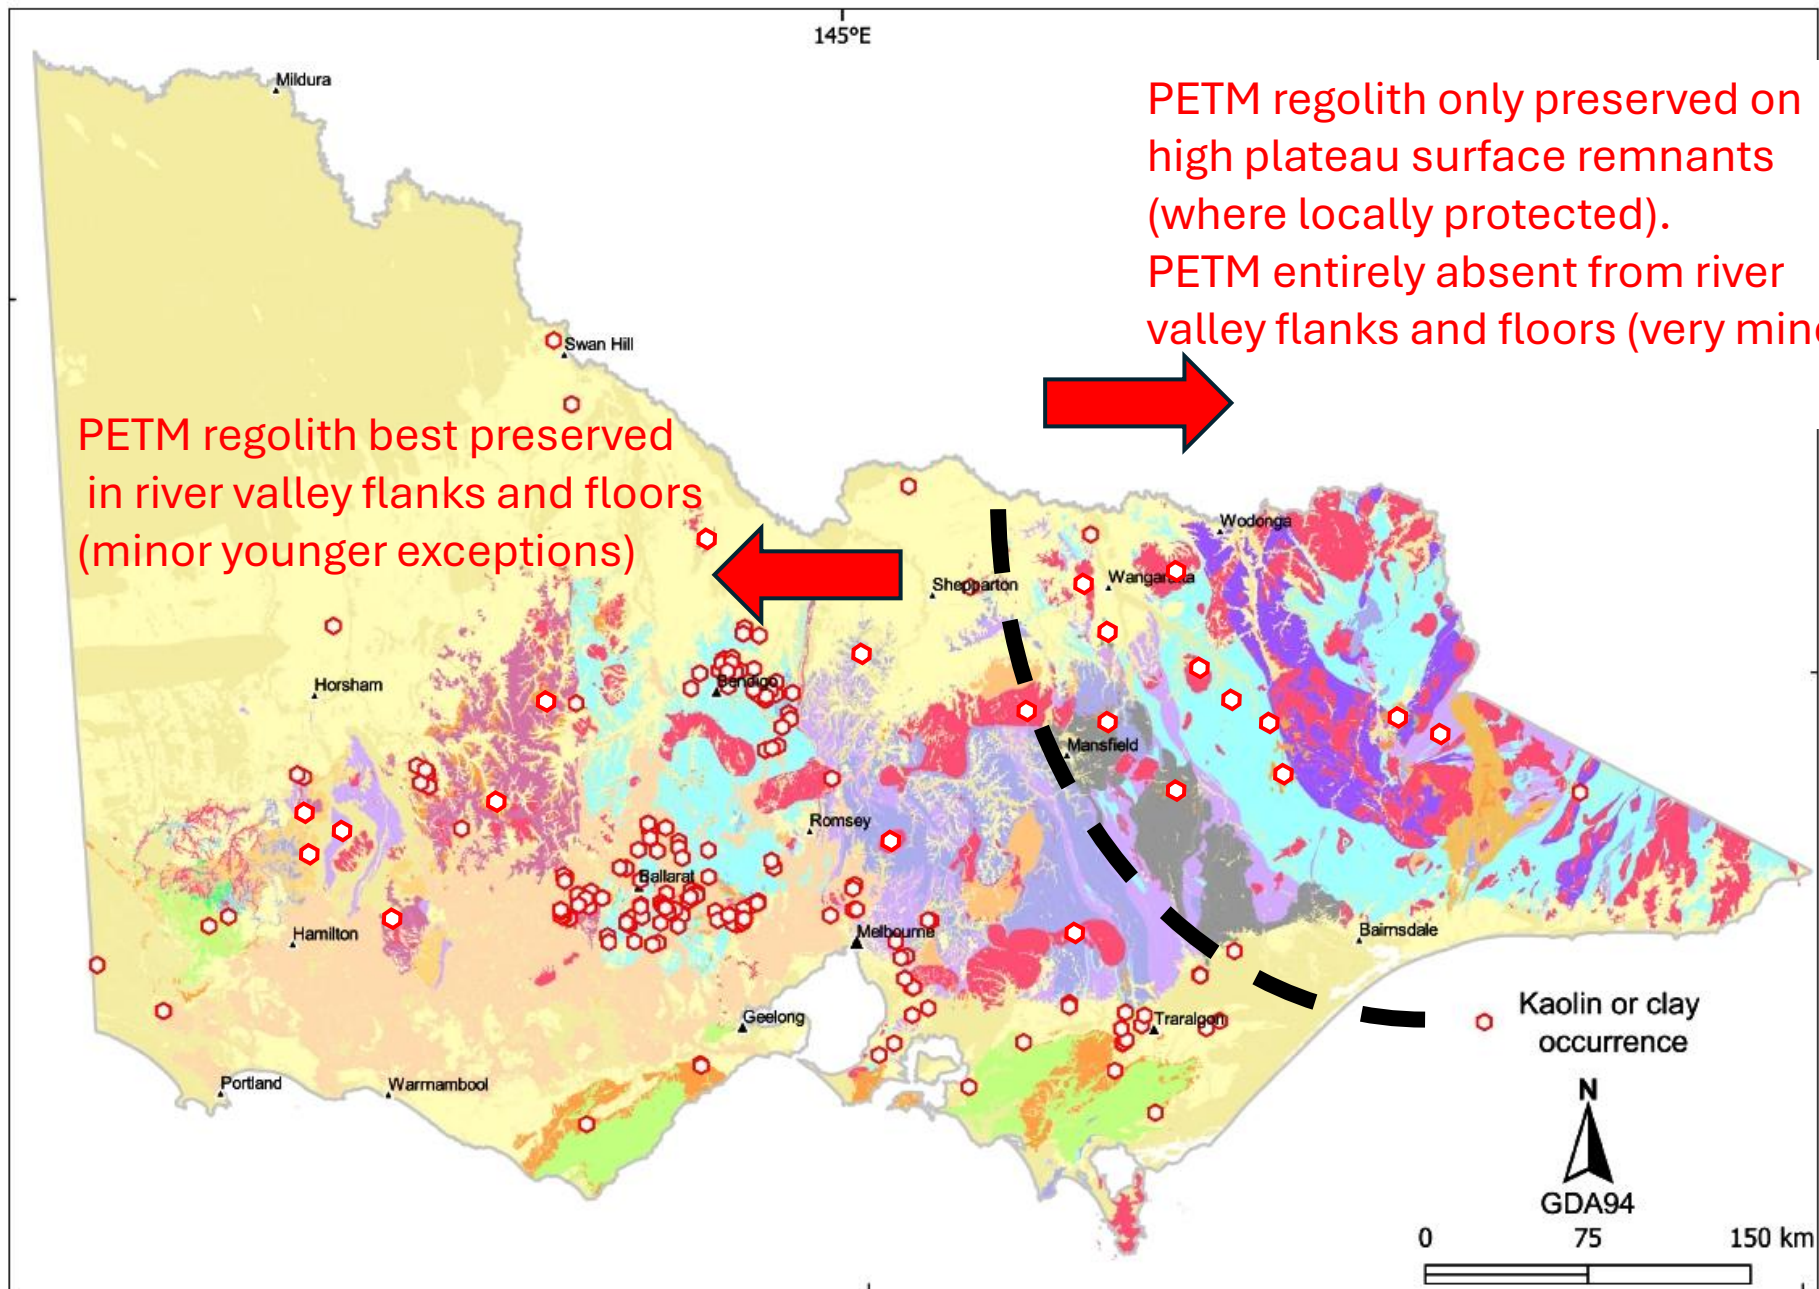 145°E
Mildura
PETM regolith only preserved on
high plateau surface remnants
(where locally protected).
PETM entirely absent from river
valley flanks and floors (very
Swan Hill
PETM regolith best preserved
in river valley flanks and floors
(minor younger exceptions)
Wodonga
Shepparton
Wangaratta
Horsham
Bendigo
Mansfield
Romsey
Ballarat
Hamilton
Melbourne
Bairnsdale
Geelong
Traralgon
Kaolin or clay
occurrence
Portland
Warrnambool
N
GDA94
0 75 150 km